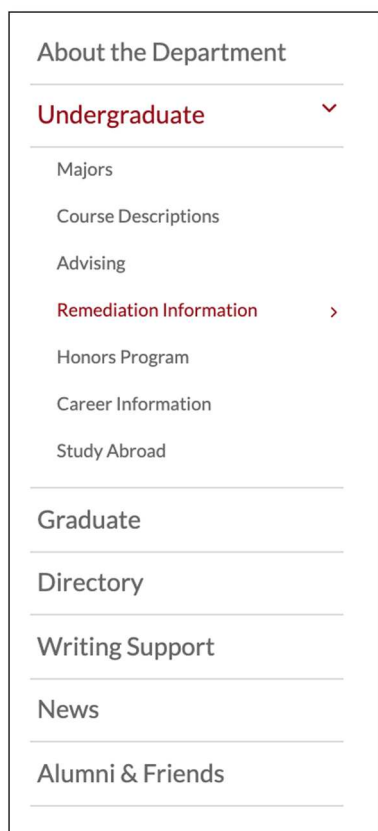 About the Department
Undergraduate
Majors
Course Descriptions
Advising
Remediation Information
Honors Program
Career Information
Study Abroad
Graduate
Directory
Writing Support
News
Alumni & Friends